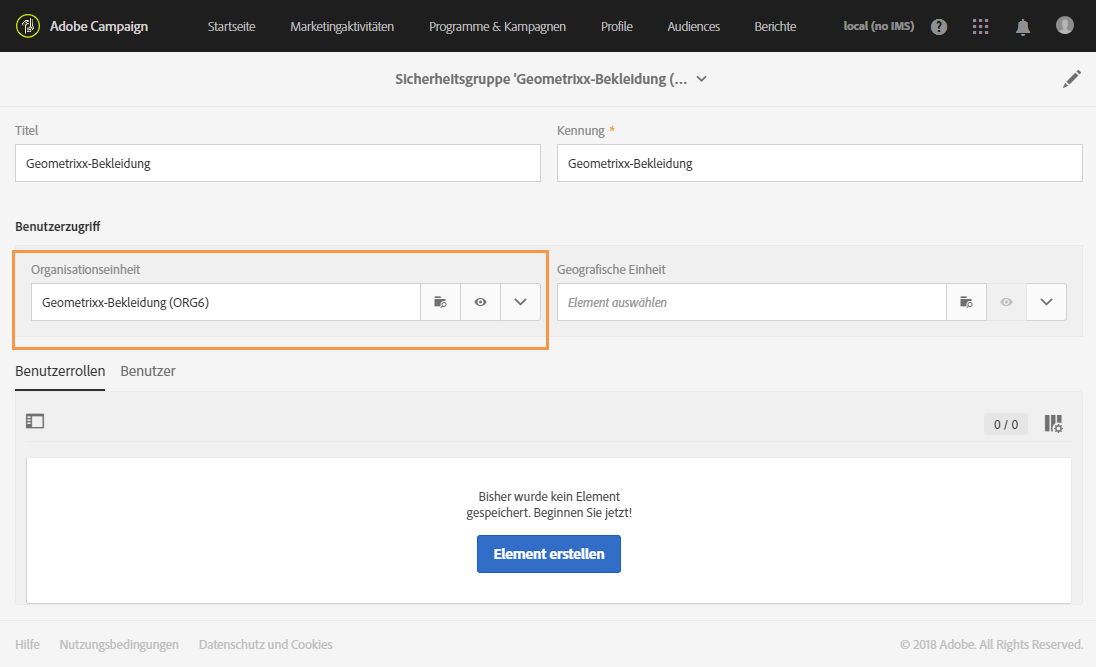 Adobe Campaign Startseite Marketingaktivitäten Programme & Kampagnen Profile Audiences Berichte local (no IMS)
Sicherheitsgruppe 'Geometrixx-Bekleidung (...
Titel Kennung *
Geometrixx-Bekleidung Geometrixx-Bekleidung
Benutzerzugriff
Organisationseinheit Geografische Einheit
Geometrixx-Bekleidung (ORG6) Element auswählen
Benutzerrollen Benutzer
0 / 0
Bisher wurde kein Element
gespeichert. Beginnen Sie jetzt!
Element erstellen
Hilfe Nutzungsbedingungen Datenschutz und Cookies © 2018 Adobe. All Rights Reserved.